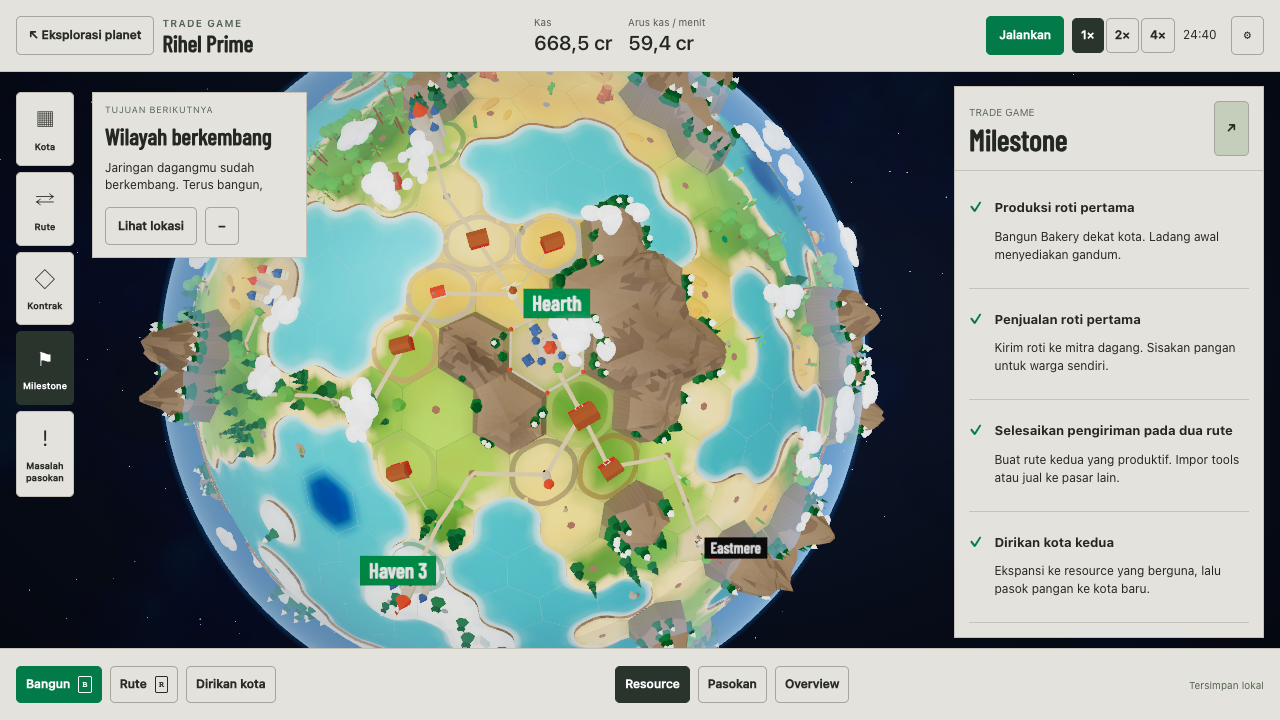 ↖ Eksplorasi planet
TRADE GAME
Rihel Prime
Kas
668,5 cr
Arus kas / menit
59,4 cr
Jalankan
1×
2×
4×
24:40
Kota
Rute
Kontrak
Milestone
!
Masalah
pasokan
TUJUAN BERIKUTNYA
Wilayah berkembang
Jaringan dagangmu sudah
berkembang. Terus bangun,
Lihat lokasi
–
Hearth
Haven 3
Eastmere
TRADE GAME
Milestone
↗
✓ Produksi roti pertama
Bangun Bakery dekat kota. Ladang awal
menyediakan gandum.
✓ Penjualan roti pertama
Kirim roti ke mitra dagang. Sisakan pangan
untuk warga sendiri.
✓ Selesaikan pengiriman pada dua rute
Buat rute kedua yang produktif. Impor tools
atau jual ke pasar lain.
✓ Dirikan kota kedua
Ekspansi ke resource yang berguna, lalu
pasok pangan ke kota baru.
Bangun B
Rute R
Dirikan kota
Resource
Pasokan
Overview
Tersimpan lokal